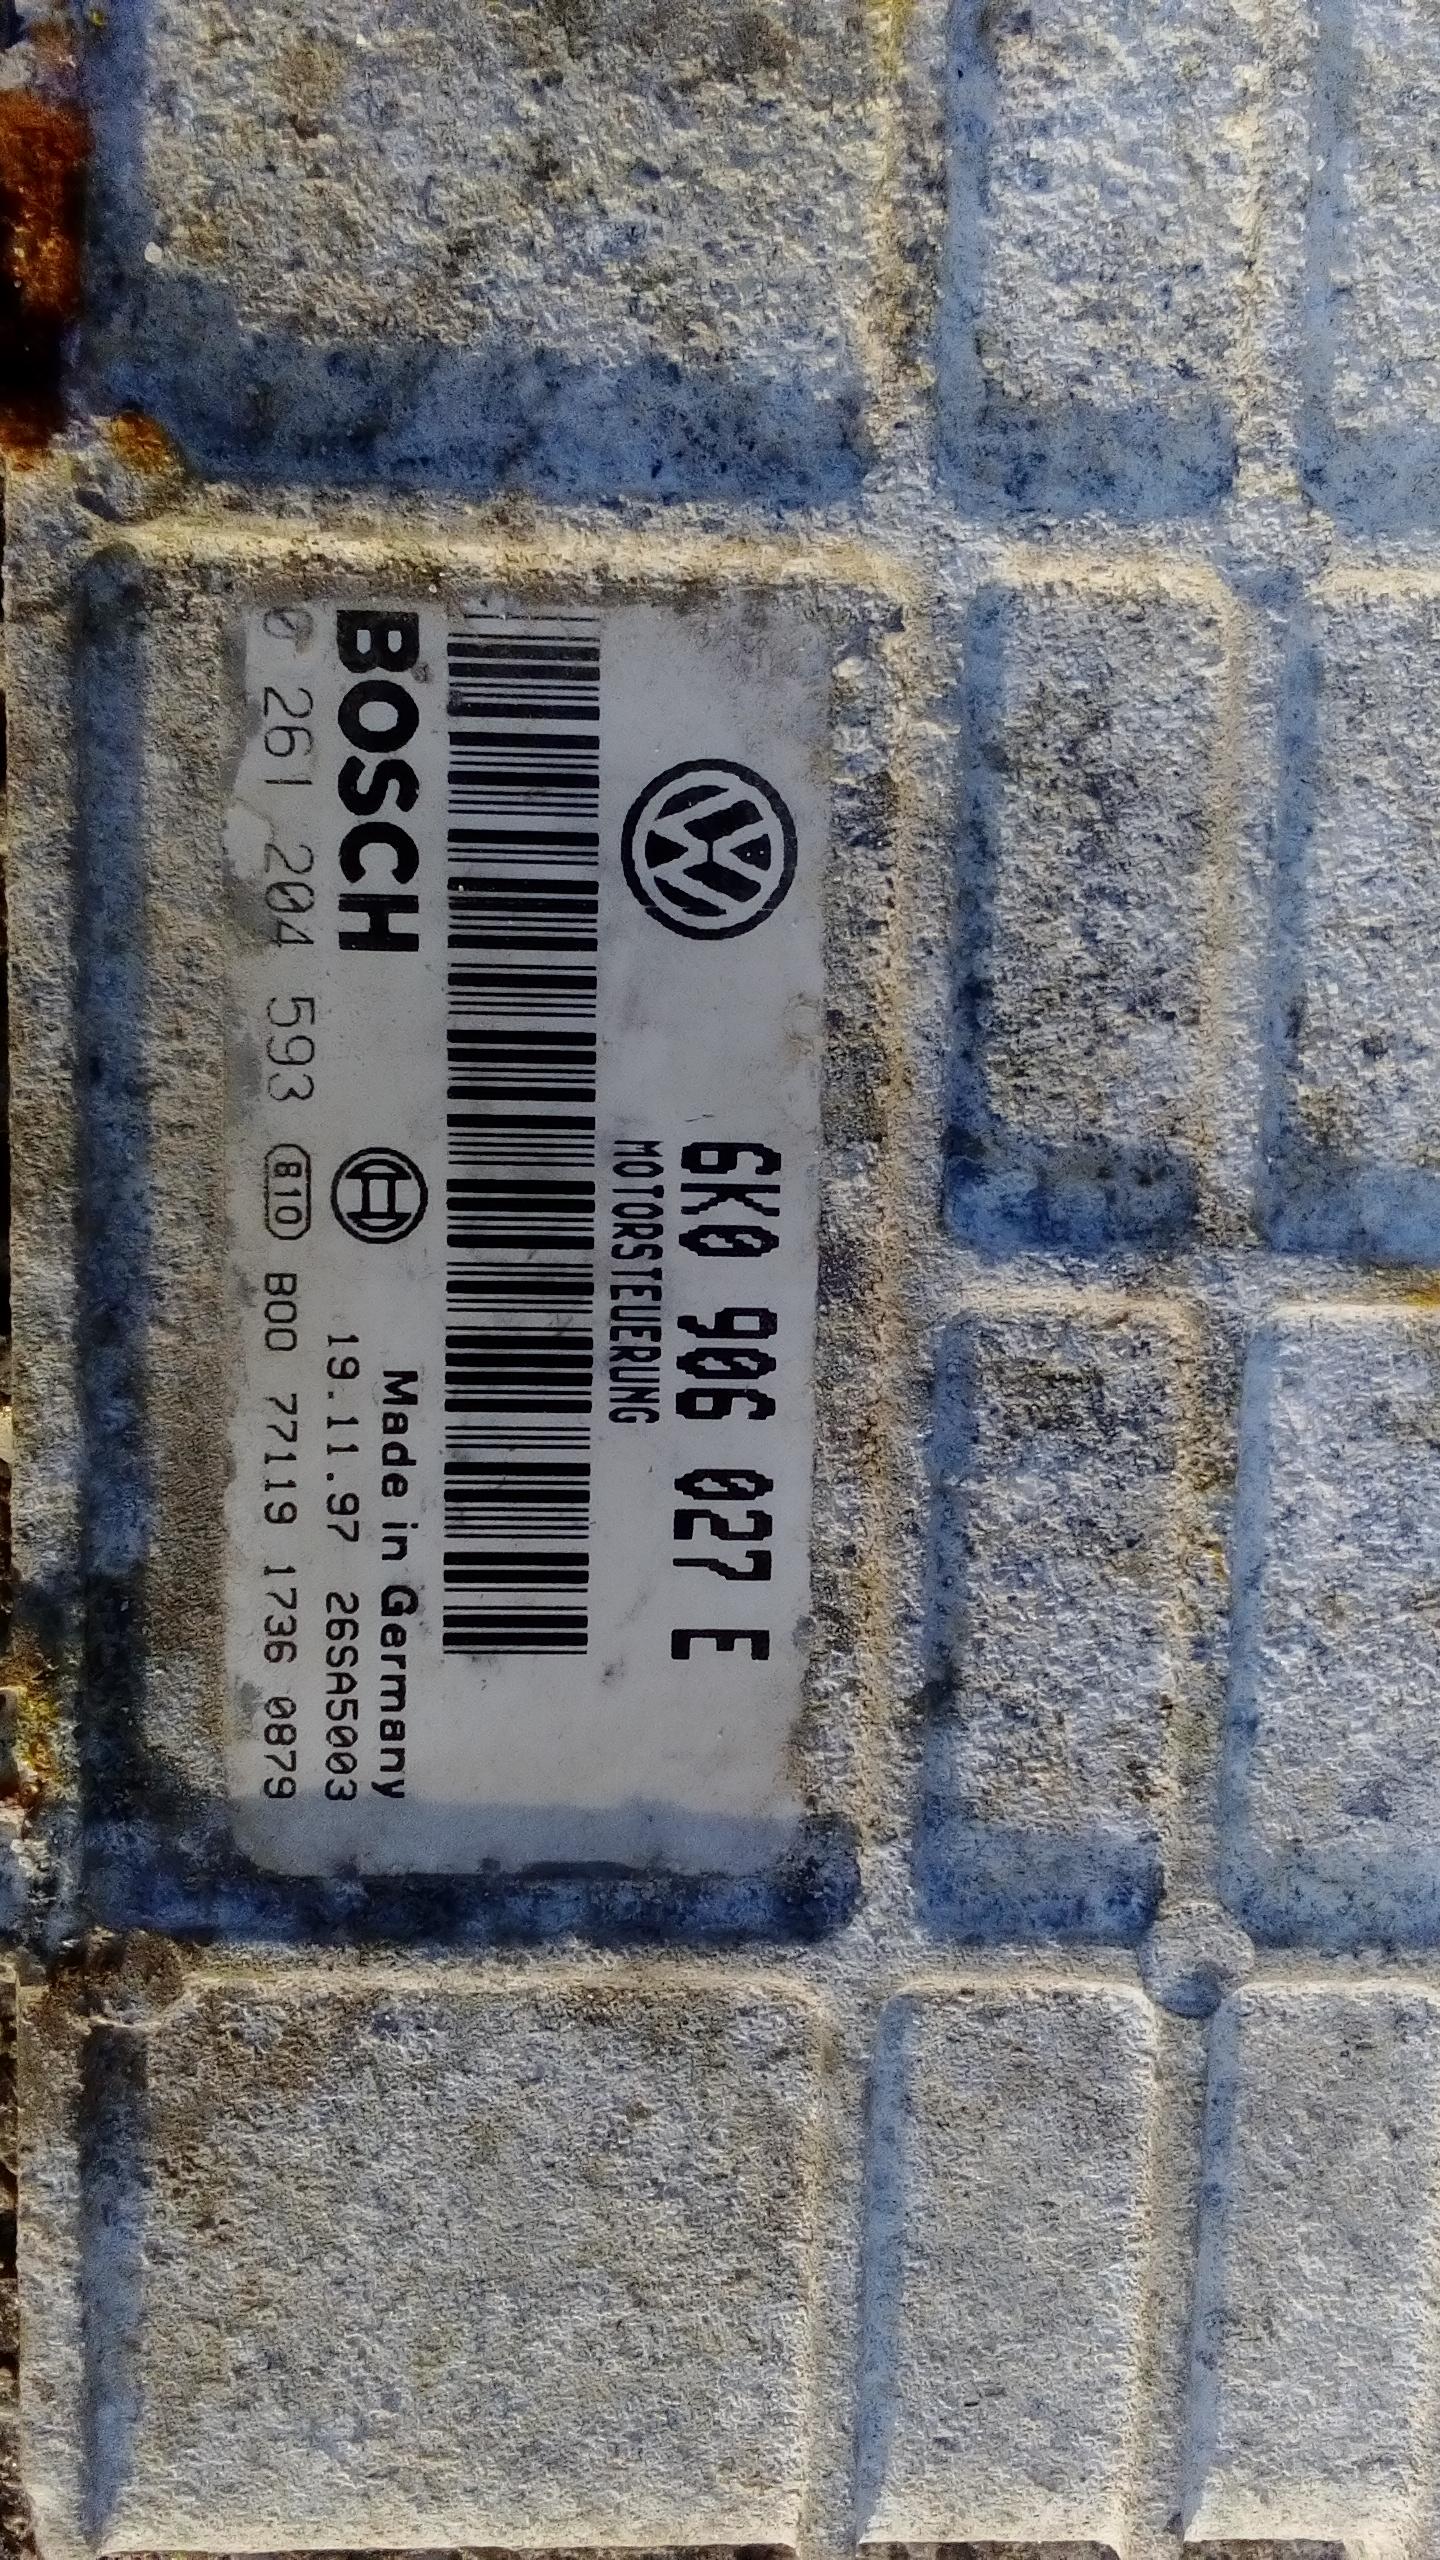 6K0 906 027 E
MOTORSTEUERUNG
BOSCH
Made in Germany
19.11.97 26SA5003
0 261 204 593 B10 B00 77119 1736 0879